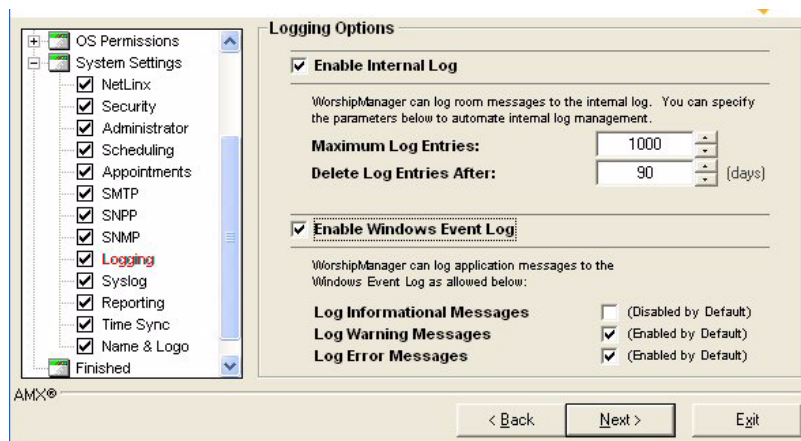 OS Permissions
System Settings
NetLinx
Security
Administrator
Scheduling
Appointments
SMTP
SNPP
SNMP
Logging
Syslog
Reporting
Time Sync
Name & Logo
Finished
Logging Options
Enable Internal Log
WorshipManager can log room messages to the internal log. You can specify
the parameters below to automate internal log management.
Maximum Log Entries: 1000
Delete Log Entries After: 90 (days)
Enable Windows Event Log
WorshipManager can log application messages to the
Windows Event Log as allowed below:
Log Informational Messages (Disabled by Default)
Log Warning Messages (Enabled by Default)
Log Error Messages (Enabled by Default)
AMX®
< Back Next > Exit